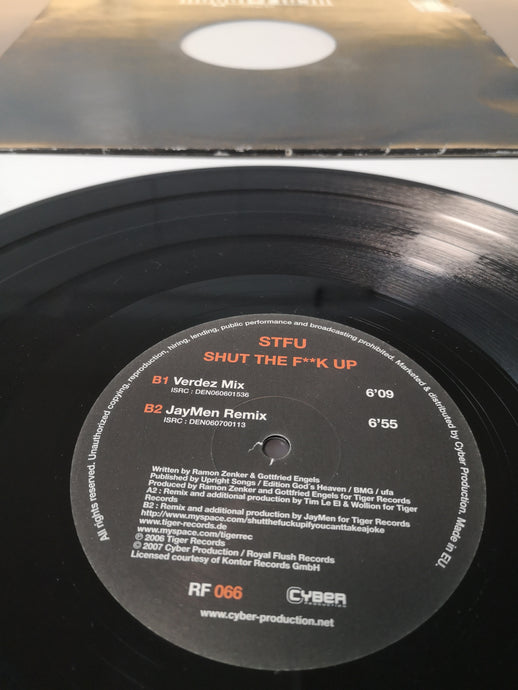 STFU
SHUT THE F**K UP
B1 Verdez Mix 6'09
ISRC : DEN060601536
B2 JayMen Remix 6'55
ISRC : DEN060700113
Written by Ramon Zenker & Gottfried Engels
Published by Upright Songs / Edition God´s Heaven / BMG / ufa
Produced by Ramon Zenker and Gottfried Engels for Tiger Records
A2 : Remix and additional production by Tim Le El & Wollion for Tiger
Records
B2 : Remix and additional production by JayMen for Tiger Records
http://www.myspace.com/shutthefuckupifyoucanttakeajoke
www.tiger-records.de
www.myspace.com/tigerrec
℗ 2006 Tiger Records
© 2007 Cyber Production / Royal Flush Records
Licensed courtesy of Kontor Records GmbH
RF 066
CYBER
PRODUCTION
www.cyber-production.net
All rights reserved. Unauthorized copying, reproduction, hiring, lending, public performance and broadcasting prohibited. Marketed & distributed by Cyber Production. Made in EU.